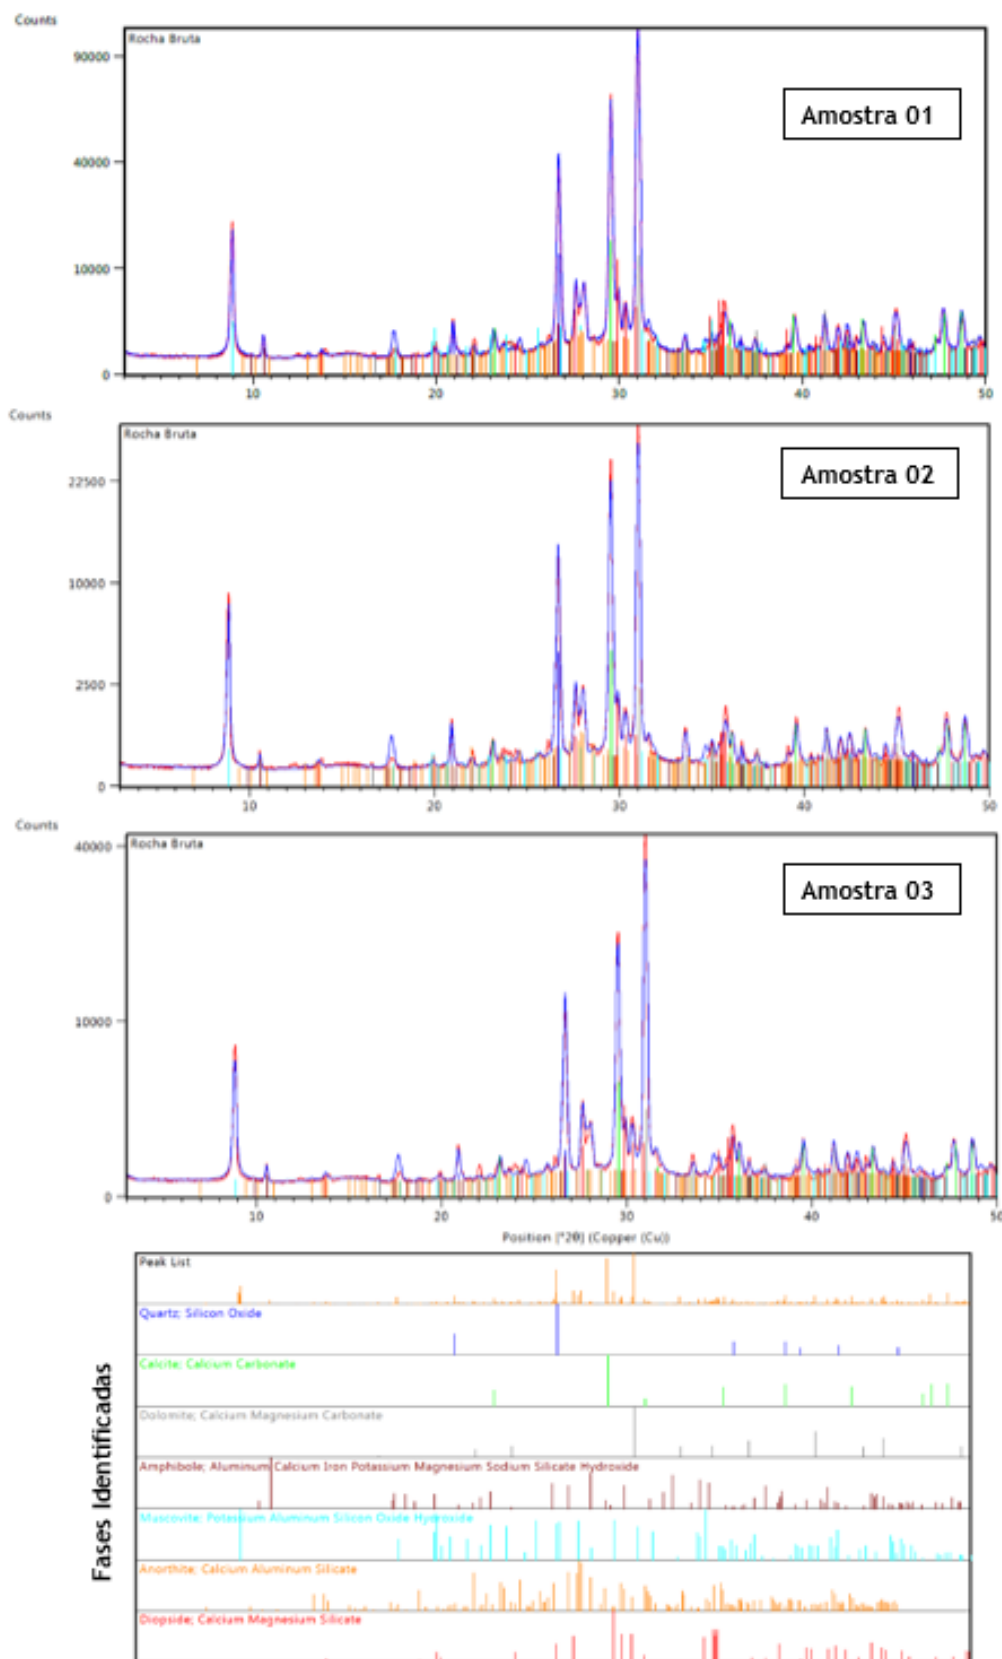 Counts
Rocha Bruta
Amostra 01
90000
40000
10000
0
10 20 30 40 50
Counts
Rocha Bruta
Amostra 02
22500
10000
2500
0
10 20 30 40 50
Counts
Rocha Bruta
Amostra 03
40000
10000
0
10 20 30 40 50
Position [°2θ] (Copper (Cu))
Fases Identificadas
Peak List
Quartz; Silicon Oxide
Calcite; Calcium Carbonate
Dolomite; Calcium Magnesium Carbonate
Amphibole; Aluminum Calcium Iron Potassium Magnesium Sodium Silicate Hydroxide
Muscovite; Potassium Aluminum Silicon Oxide Hydroxide
Anorthite; Calcium Aluminum Silicate
Diopside; Calcium Magnesium Silicate